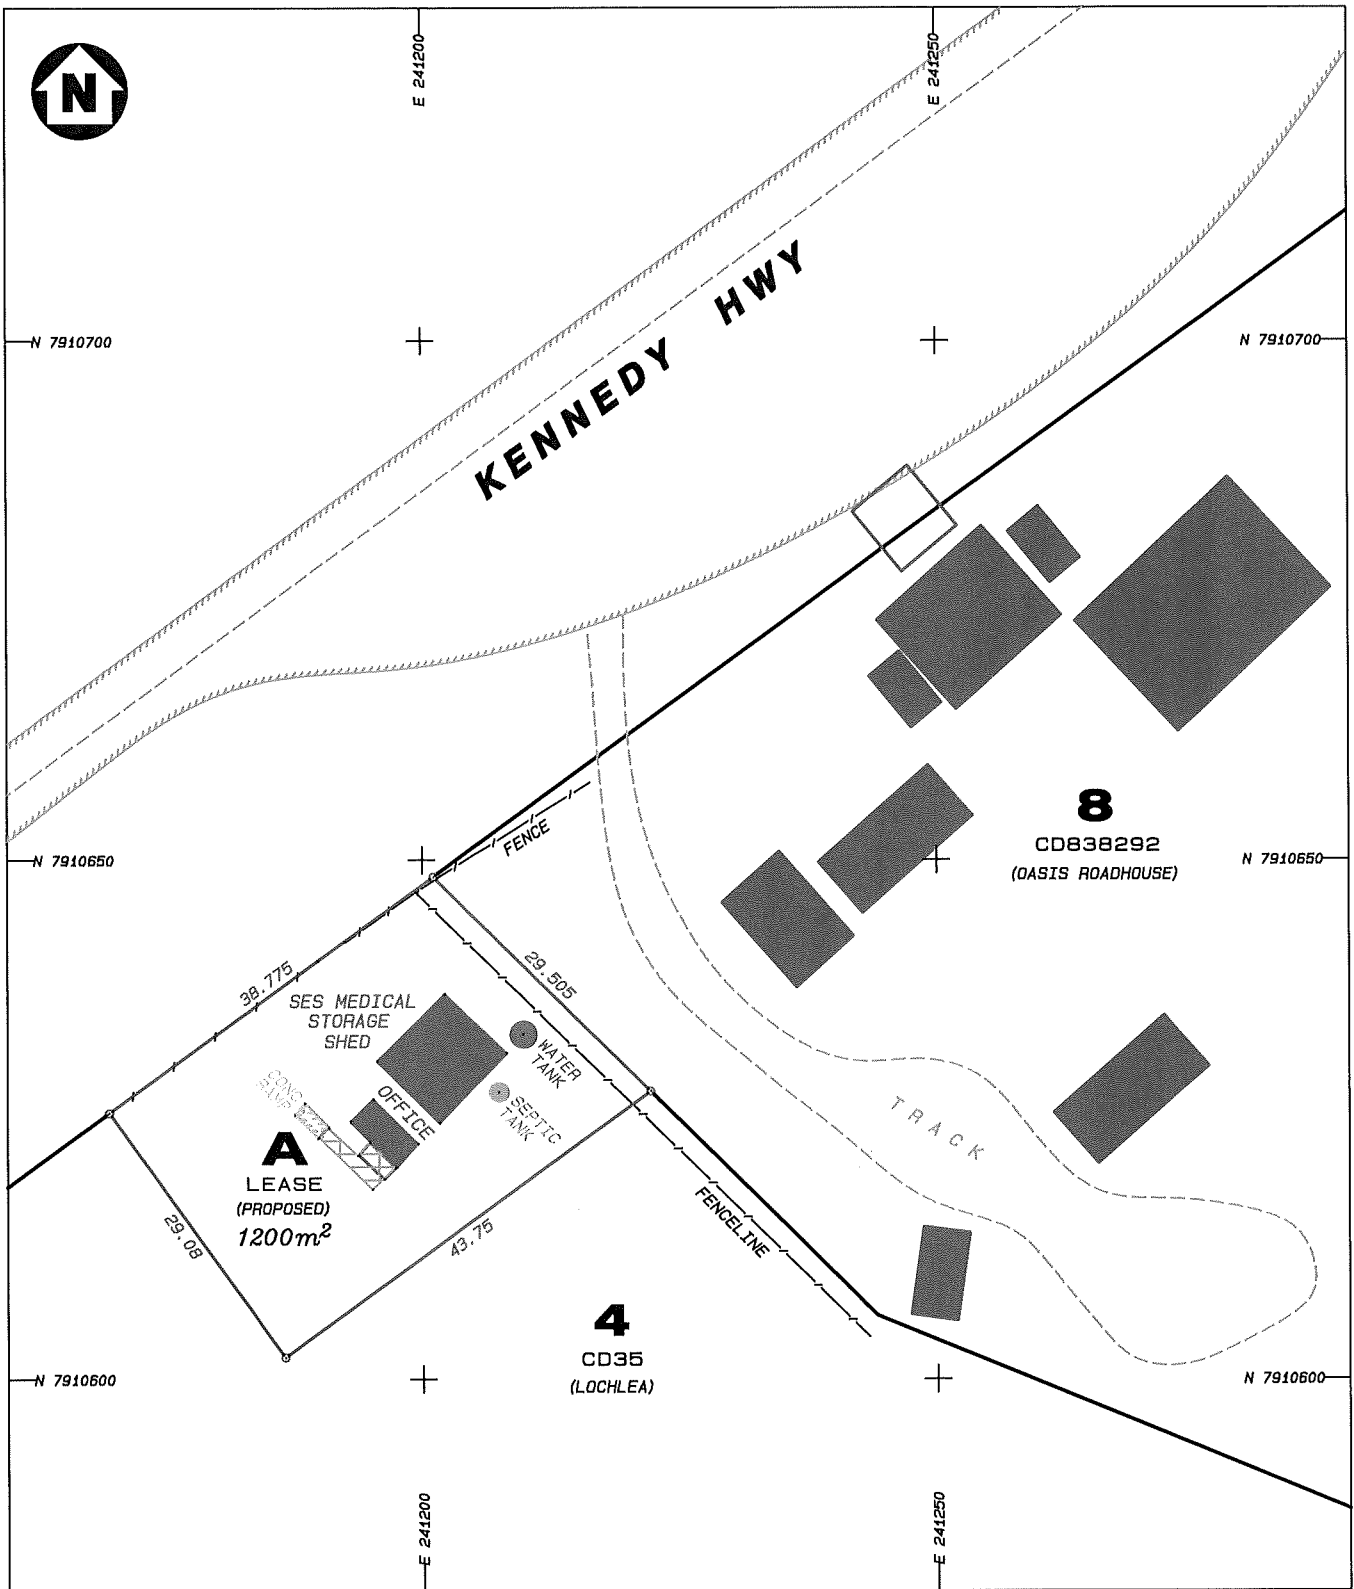 N
E 241200
E 241250
KENNEDY HWY
N 7910700
N 7910700
N 7910650
N 7910650
8
CD838292
(OASIS ROADHOUSE)
FENCE
38.775
29.505
SES MEDICAL
STORAGE
SHED
WATER
TANK
SEPTIC
TANK
OFFICE
CONC
RAMP
A
LEASE
(PROPOSED)
1200m²
29.08
43.75
TRACK
FENCELINE
4
CD35
(LOCHLEA)
N 7910600
N 7910600
E 241200
E 241250